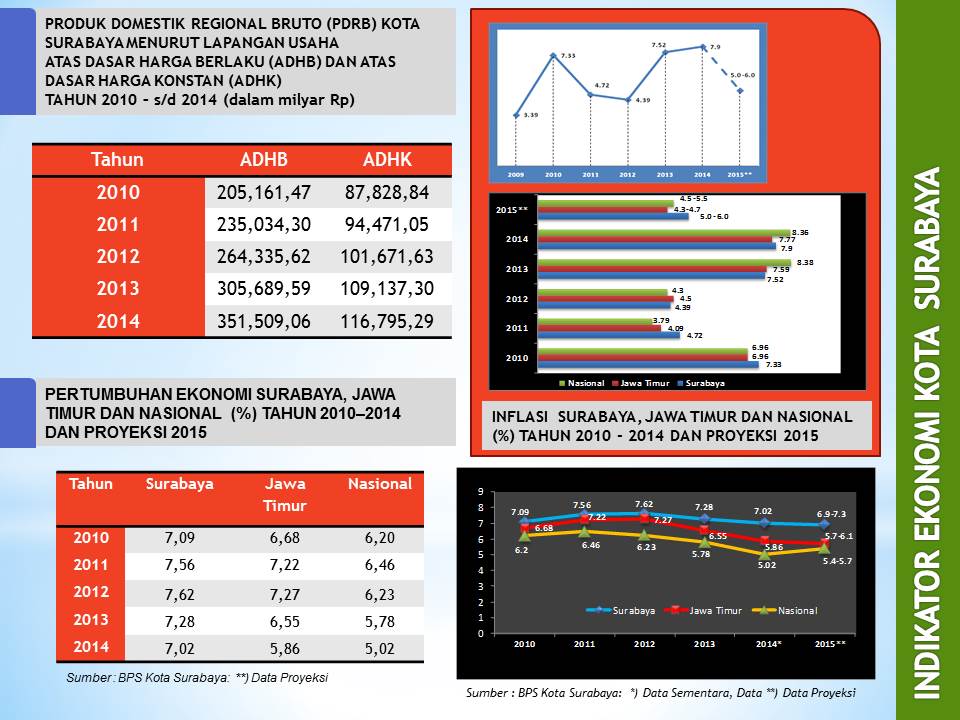 PRODUK DOMESTIK REGIONAL BRUTO (PDRB) KOTA
SURABAYA MENURUT LAPANGAN USAHA
ATAS DASAR HARGA BERLAKU (ADHB) DAN ATAS
DASAR HARGA KONSTAN (ADHK)
TAHUN 2010 - s/d 2014 (dalam milyar Rp)
Tahun ADHB ADHK
2010 205,161,47 87,828,84
2011 235,034,30 94,471,05
2012 264,335,62 101,671,63
2013 305,689,59 109,137,30
2014 351,509,06 116,795,29
PERTUMBUHAN EKONOMI SURABAYA, JAWA
TIMUR DAN NASIONAL (%) TAHUN 2010–2014
DAN PROYEKSI 2015
Tahun Surabaya Jawa Timur Nasional
2010 7,09 6,68 6,20
2011 7,56 7,22 6,46
2012 7,62 7,27 6,23
2013 7,28 6,55 5,78
2014 7,02 5,86 5,02
Sumber : BPS Kota Surabaya: **) Data Proyeksi
3.39 7.33 4.72 4.39 7.52 7.9 5.0-6.0
2009 2010 2011 2012 2013 2014 2015**
2015** 4.5 -5.5 4.3-4.7 5.0 -6.0
2014 8.36 7.77 7.9
2013 8.38 7.59 7.52
2012 4.3 4.5 4.39
2011 3.79 4.09 4.72
2010 6.96 6.96 7.33
Nasional Jawa Timur Surabaya
INFLASI SURABAYA, JAWA TIMUR DAN NASIONAL
(%) TAHUN 2010 - 2014 DAN PROYEKSI 2015
9
8
7
6
5
4
3
2
1
0
7.09 7.56 7.62 7.28 7.02 6.9-7.3
6.68 7.22 7.27 6.55 5.86 5.7-6.1
6.2 6.46 6.23 5.78 5.02 5.4-5.7
Surabaya Jawa Timur Nasional
2010 2011 2012 2013 2014* 2015**
Sumber : BPS Kota Surabaya: *) Data Sementara, Data **) Data Proyeksi
INDIKATOR EKONOMI KOTA SURABAYA